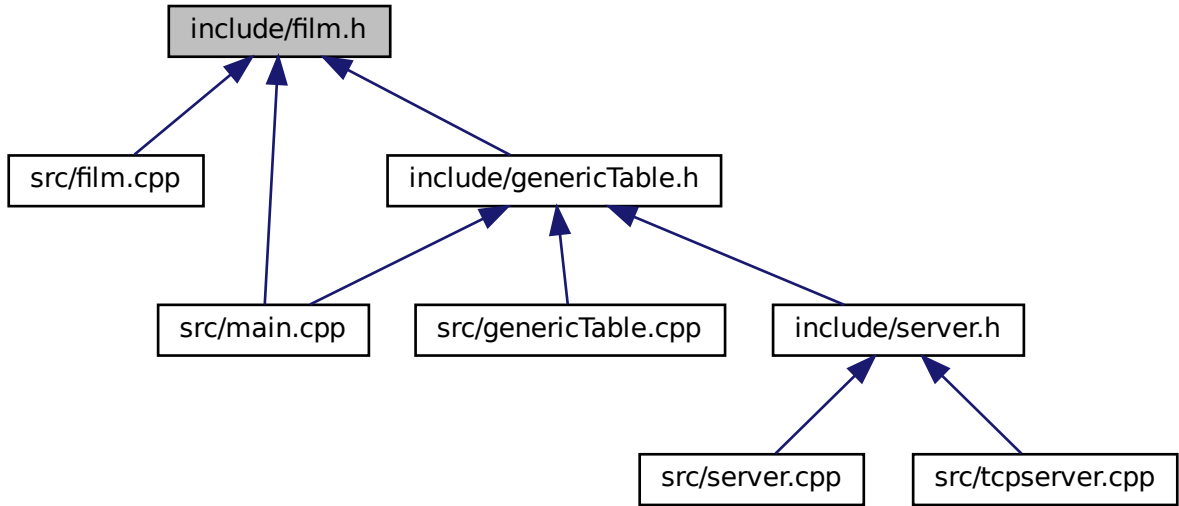 include/film.h
src/film.cpp
include/genericTable.h
src/main.cpp
src/genericTable.cpp
include/server.h
src/server.cpp
src/tcpserver.cpp